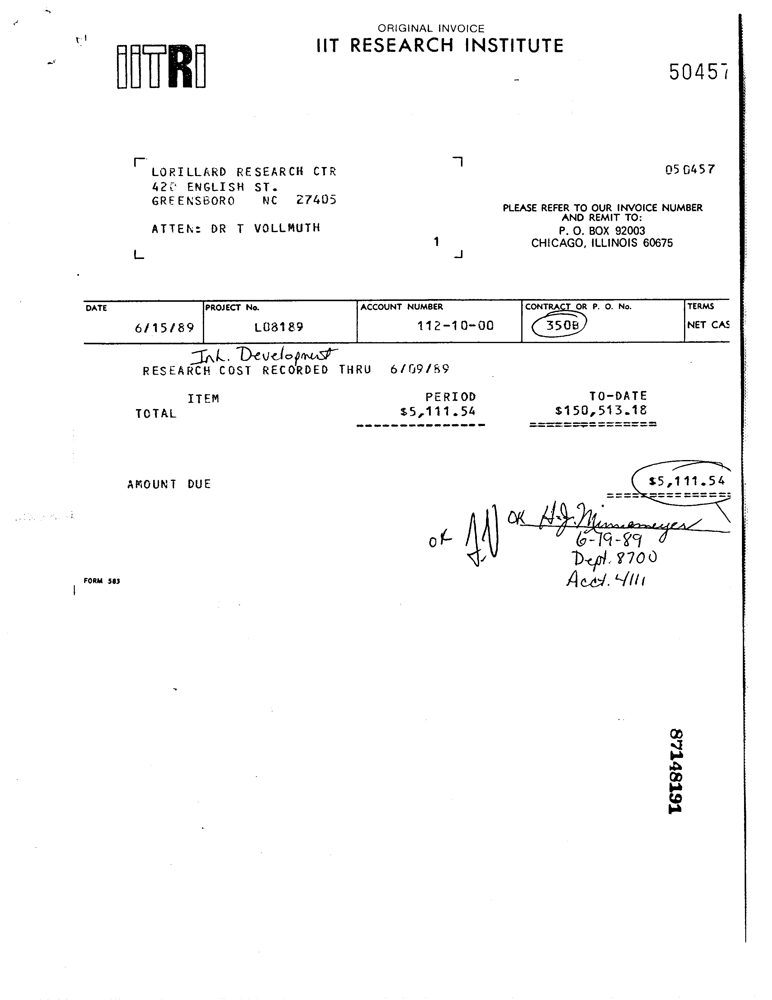 ORIGINAL INVOICE
IIT RESEARCH INSTITUTE
IITRI
50457
LORILLARD RESEARCH CTR
420 ENGLISH ST.
GREENSBORO NC 27405
ATTEN: DR T VOLLMUTH
1
050457
PLEASE REFER TO OUR INVOICE NUMBER
AND REMIT TO:
P. O. BOX 92003
CHICAGO, ILLINOIS 60675
DATE PROJECT No. ACCOUNT NUMBER CONTRACT OR P. O. No. TERMS
6/15/89 L08189 112-10-00 350B NET CAS
Ink. Development
RESEARCH COST RECORDED THRU 6/09/89
ITEM PERIOD TO-DATE
TOTAL $5,111.54 $150,513.18
AMOUNT DUE $5,111.54
OK OK H.J. Minnemeyer
6-19-89
Dept. 8700
Acct. 4111
FORM 583
87148191